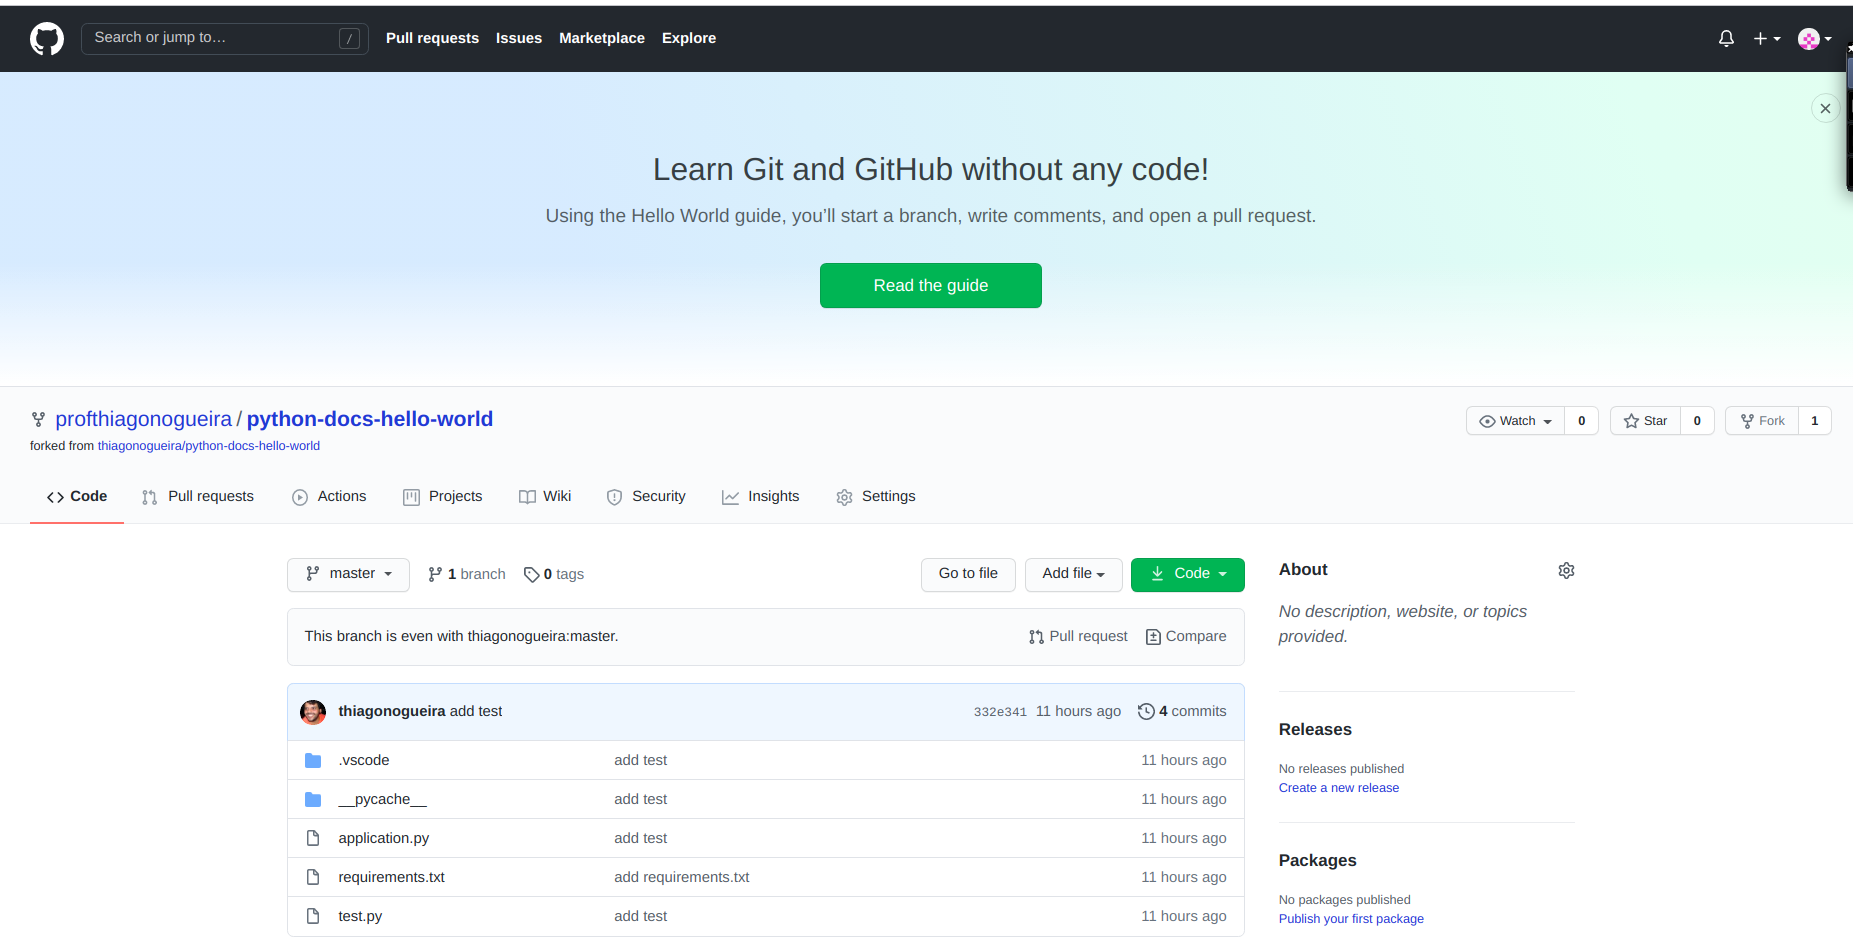 Search or jump to… /
Pull requests Issues Marketplace Explore
Learn Git and GitHub without any code!
Using the Hello World guide, you’ll start a branch, write comments, and open a pull request.
Read the guide
profthiagonogueira / python-docs-hello-world
forked from thiagonogueira/python-docs-hello-world
Watch 0 Star 0 Fork 1
Code Pull requests Actions Projects Wiki Security Insights Settings
master 1 branch 0 tags
Go to file Add file Code
This branch is even with thiagonogueira:master.
Pull request Compare
thiagonogueira add test 332e341 11 hours ago 4 commits
.vscode add test 11 hours ago
__pycache__ add test 11 hours ago
application.py add test 11 hours ago
requirements.txt add requirements.txt 11 hours ago
test.py add test 11 hours ago
About
No description, website, or topics
provided.
Releases
No releases published
Create a new release
Packages
No packages published
Publish your first package